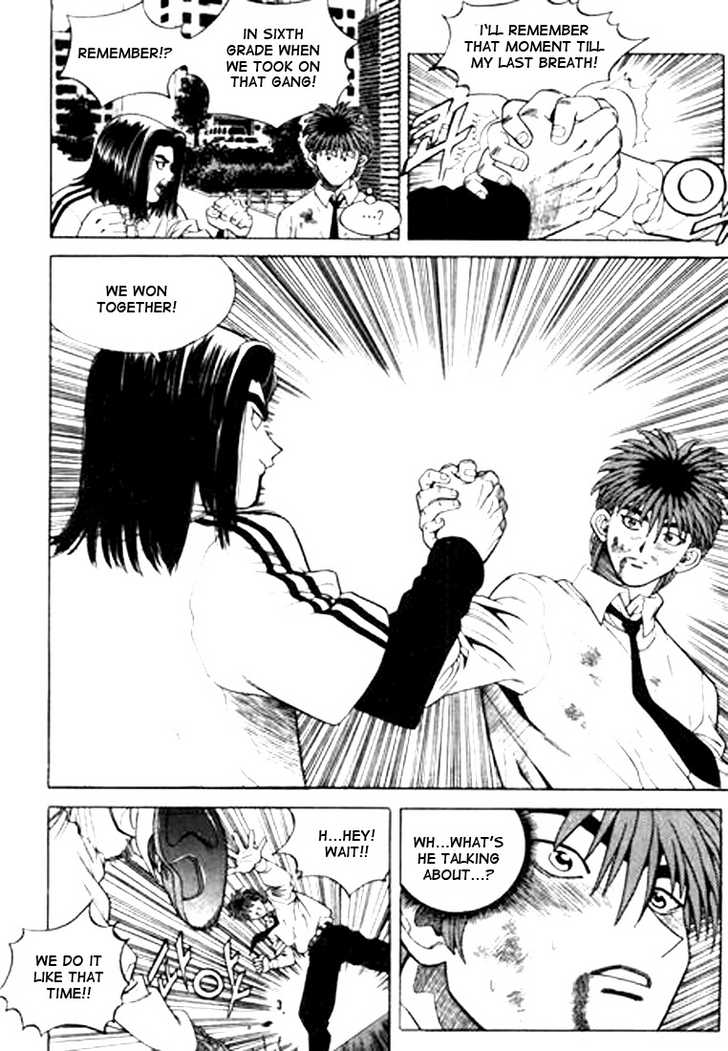 REMEMBER!?
IN SIXTH
GRADE WHEN
WE TOOK ON
THAT GANG!
...?
I'LL REMEMBER
THAT MOMENT TILL
MY LAST BREATH!
WE WON
TOGETHER!
H...HEY!
WAIT!!
WE DO IT
LIKE THAT
TIME!!
WH...WHAT'S
HE TALKING
ABOUT...?